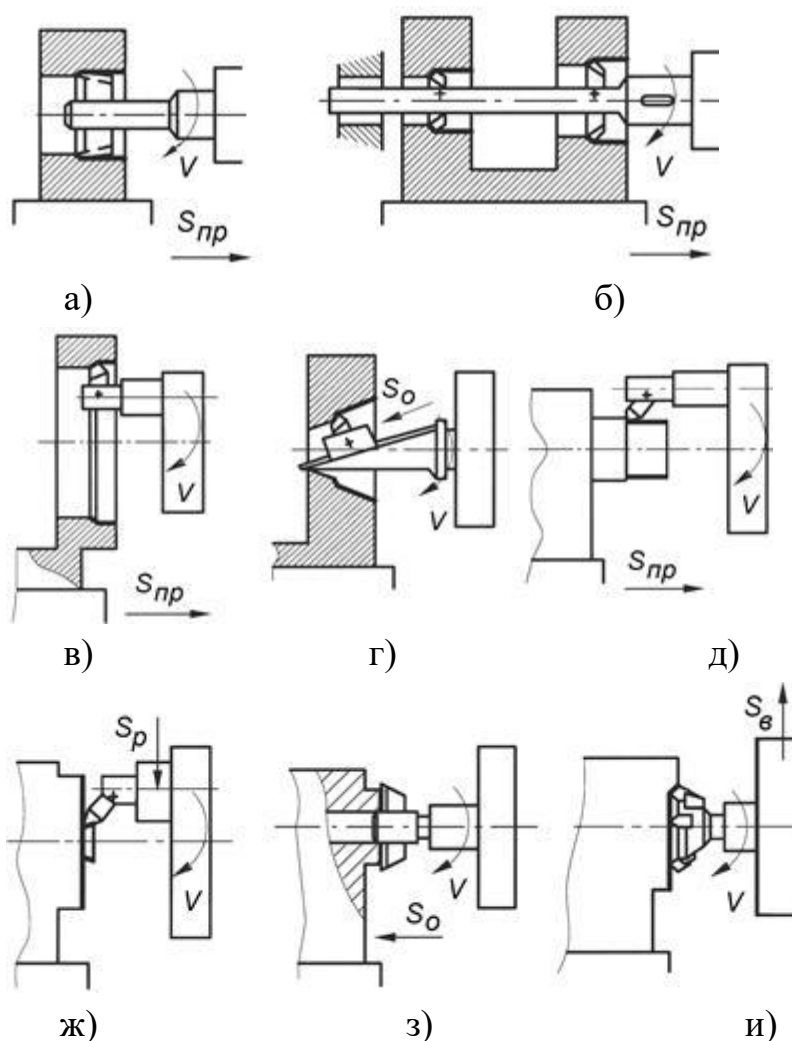 V V
Sпр Sпр
а) б)
So
V V V
Sпр Sпр
в) г) д)
Sв
Sр
V V V
So
ж) з) и)